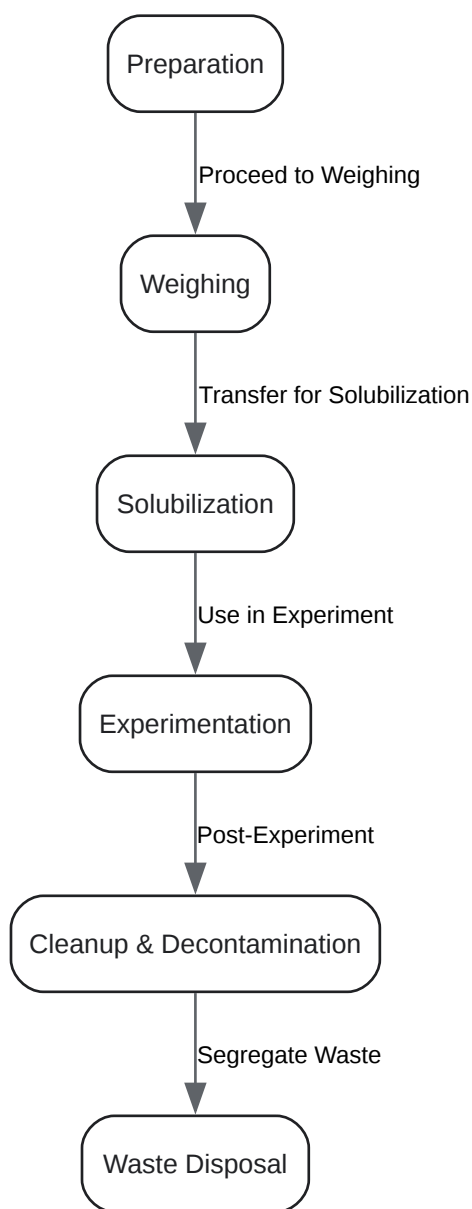 Preparation
Proceed to Weighing
Weighing
Transfer for Solubilization
Solubilization
Use in Experiment
Experimentation
Post-Experiment
Cleanup & Decontamination
Segregate Waste
Waste Disposal